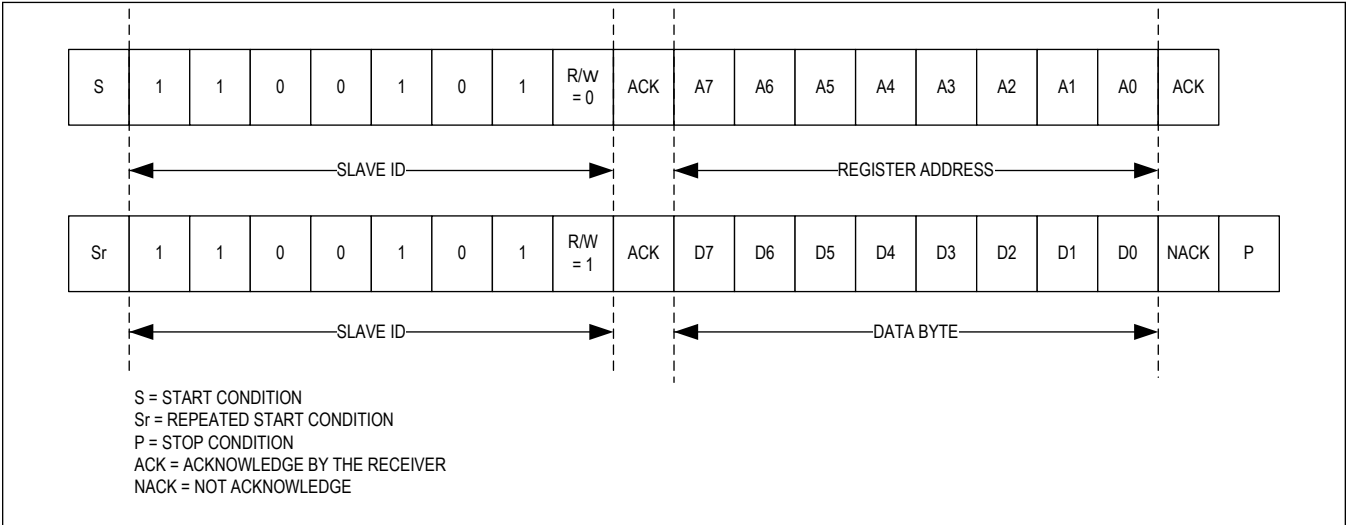 S 1 1 0 0 1 0 1 R/W = 0 ACK A7 A6 A5 A4 A3 A2 A1 A0 ACK
SLAVE ID REGISTER ADDRESS
Sr 1 1 0 0 1 0 1 R/W = 1 ACK D7 D6 D5 D4 D3 D2 D1 D0 NACK P
SLAVE ID DATA BYTE
S = START CONDITION
Sr = REPEATED START CONDITION
P = STOP CONDITION
ACK = ACKNOWLEDGE BY THE RECEIVER
NACK = NOT ACKNOWLEDGE